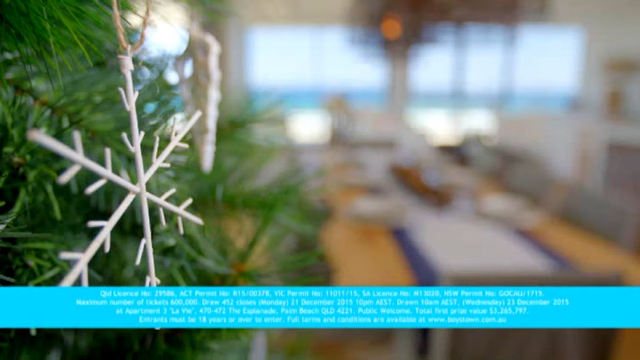 Qld Licence No: 29586, ACT Permit No: R15/00378, VIC Permit No: 11011/15, SA Licence No: M13020, NSW Permit No: GOCAU/1715.
Maximum number of tickets 600,000. Draw 452 closes (Monday) 21 December 2015 10pm AEST. Drawn 10am AEST, (Wednesday) 23 December 2015
at Apartment 3 "La Vie", 470-472 The Esplanade, Palm Beach QLD 4221. Public Welcome. Total first prize value $3,265,797.
Entrants must be 18 years or over to enter. Full terms and conditions are available at www.boystown.com.au